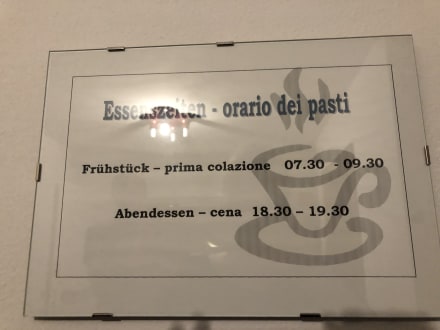 Essenszeiten - orario dei pasti
Frühstück – prima colazione 07.30 - 09.30
Abendessen – cena 18.30 – 19.30